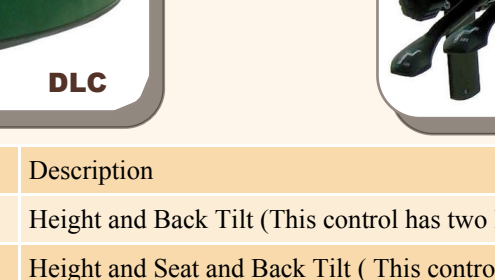 DLC
Description
Height and Back Tilt (This control has two
Height and Seat and Back Tilt ( This contro